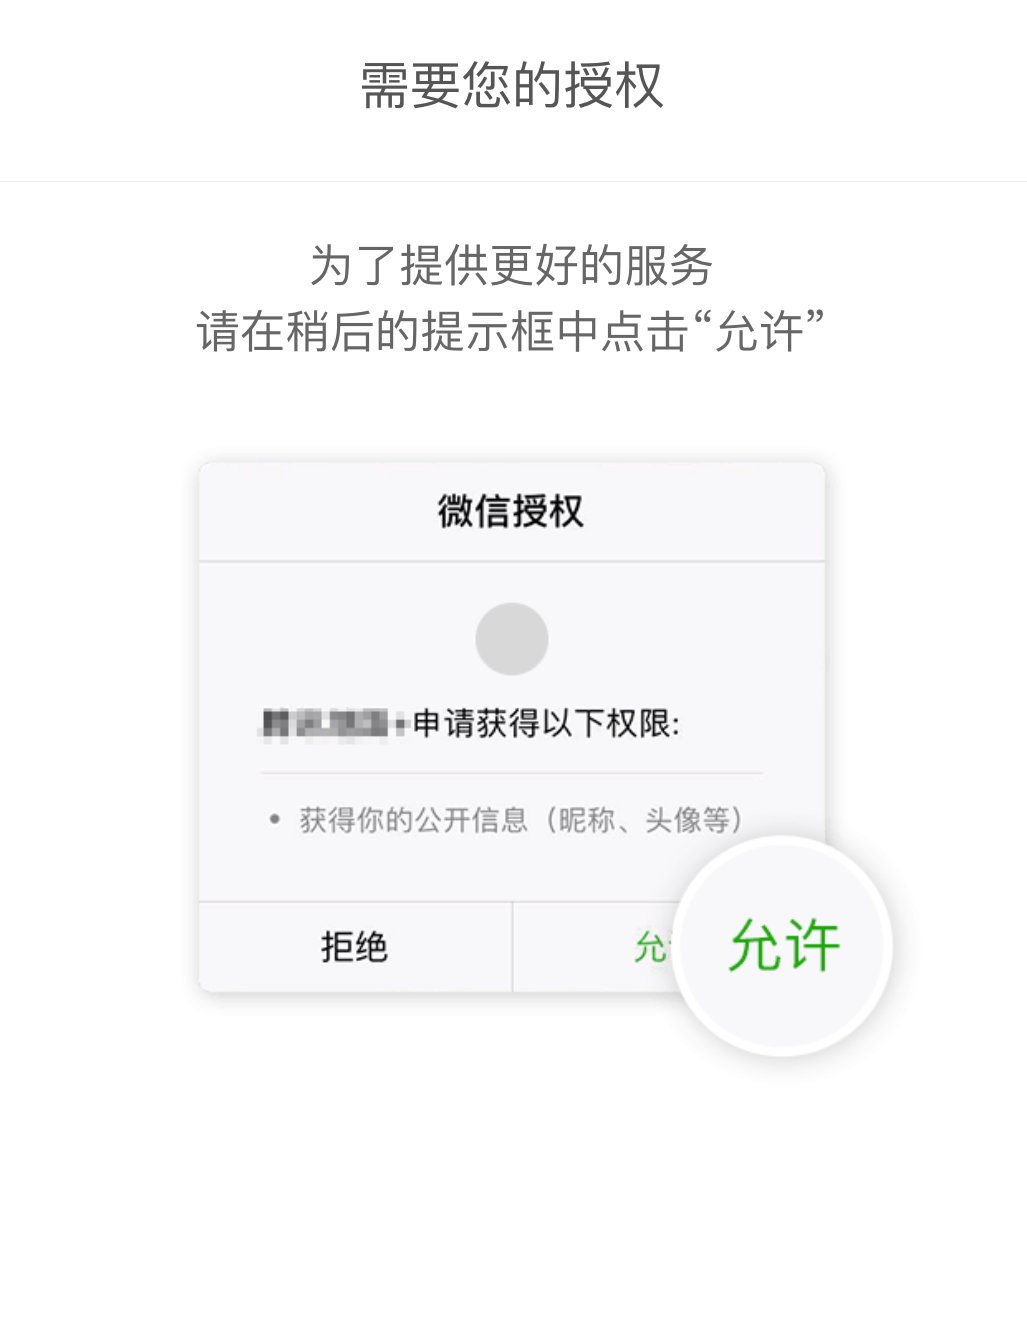 需要您的授权
为了提供更好的服务
请在稍后的提示框中点击“允许”
微信授权
申请获得以下权限:
• 获得你的公开信息（昵称、头像等）
拒绝
允
允许